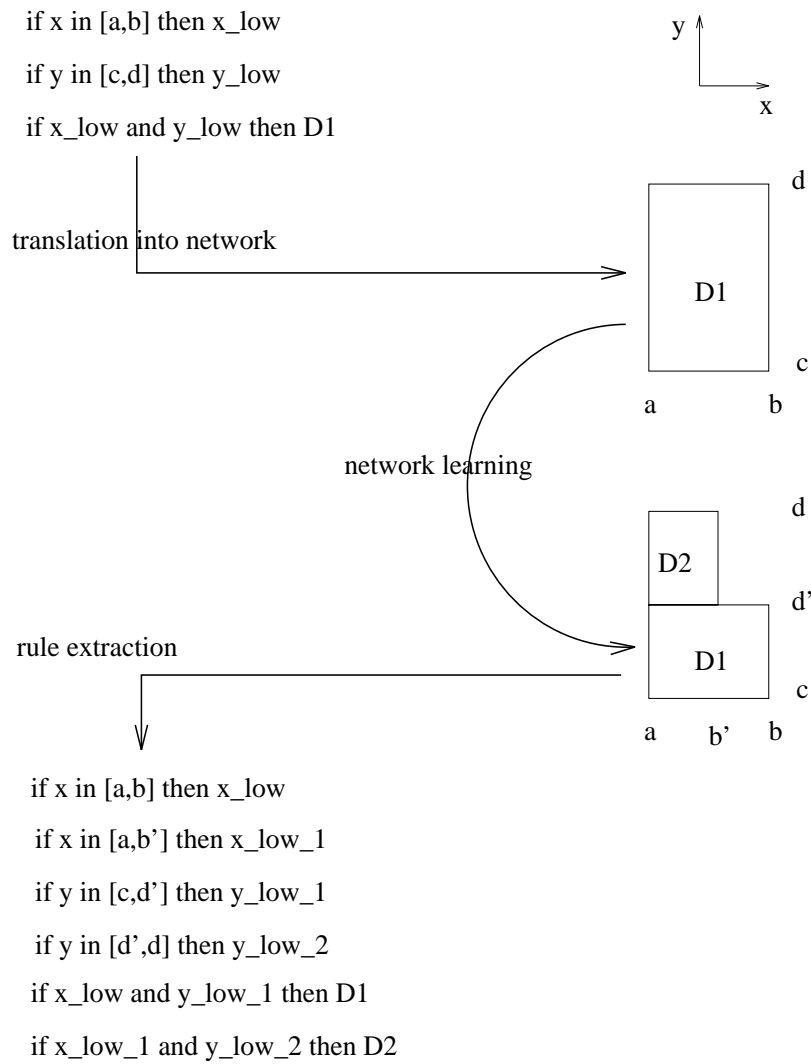 if x in [a,b] then x_low
if y in [c,d] then y_low
if x_low and y_low then D1
y
x
translation into network
d
D1
c
a
b
network learning
d
D2
d'
D1
c
a
b'
b
rule extraction
if x in [a,b] then x_low
if x in [a,b'] then x_low_1
if y in [c,d'] then y_low_1
if y in [d',d] then y_low_2
if x_low and y_low_1 then D1
if x_low_1 and y_low_2 then D2